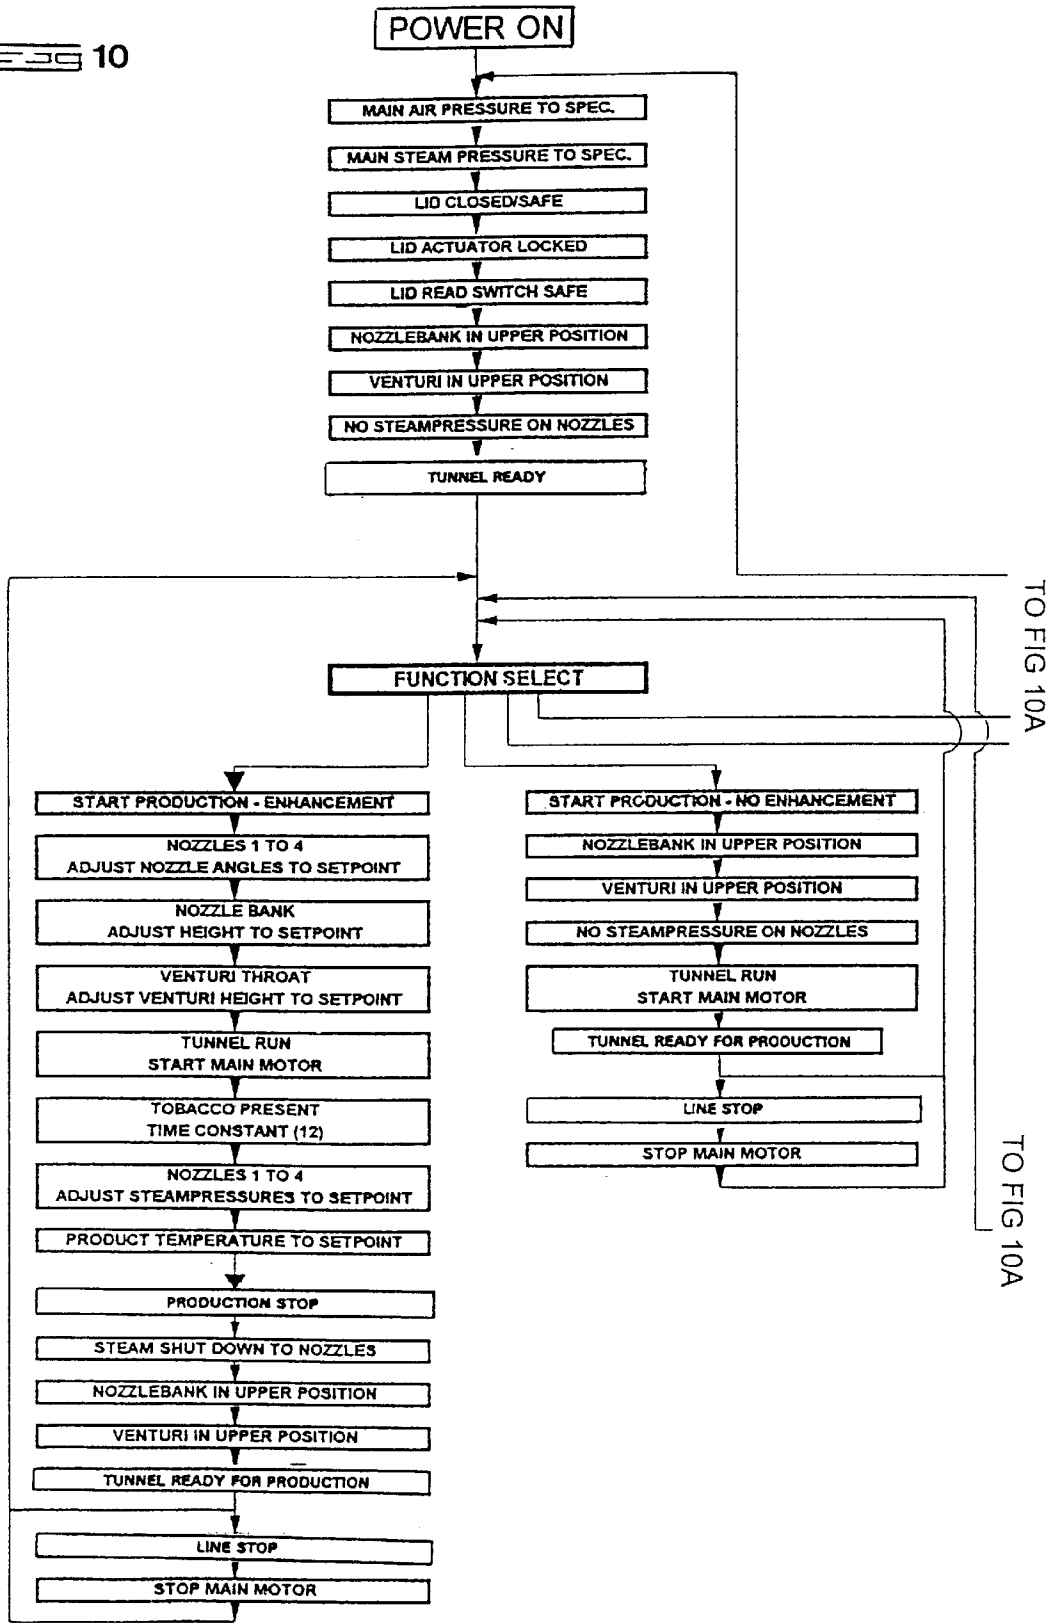 FIG 10
POWER ON
MAIN AIR PRESSURE TO SPEC.
MAIN STEAM PRESSURE TO SPEC.
LID CLOSED/SAFE
LID ACTUATOR LOCKED
LID READ SWITCH SAFE
NOZZLEBANK IN UPPER POSITION
VENTURI IN UPPER POSITION
NO STEAMPRESSURE ON NOZZLES
TUNNEL READY
TO FIG 10A
FUNCTION SELECT
START PRODUCTION - ENHANCEMENT
NOZZLES 1 TO 4
ADJUST NOZZLE ANGLES TO SETPOINT
NOZZLE BANK
ADJUST HEIGHT TO SETPOINT
VENTURI THROAT
ADJUST VENTURI HEIGHT TO SETPOINT
TUNNEL RUN
START MAIN MOTOR
TOBACCO PRESENT
TIME CONSTANT (12)
NOZZLES 1 TO 4
ADJUST STEAMPRESSURES TO SETPOINT
PRODUCT TEMPERATURE TO SETPOINT
PRODUCTION STOP
STEAM SHUT DOWN TO NOZZLES
NOZZLEBANK IN UPPER POSITION
VENTURI IN UPPER POSITION
TUNNEL READY FOR PRODUCTION
LINE STOP
STOP MAIN MOTOR
START PRODUCTION - NO ENHANCEMENT
NOZZLEBANK IN UPPER POSITION
VENTURI IN UPPER POSITION
NO STEAMPRESSURE ON NOZZLES
TUNNEL RUN
START MAIN MOTOR
TUNNEL READY FOR PRODUCTION
LINE STOP
STOP MAIN MOTOR
TO FIG 10A